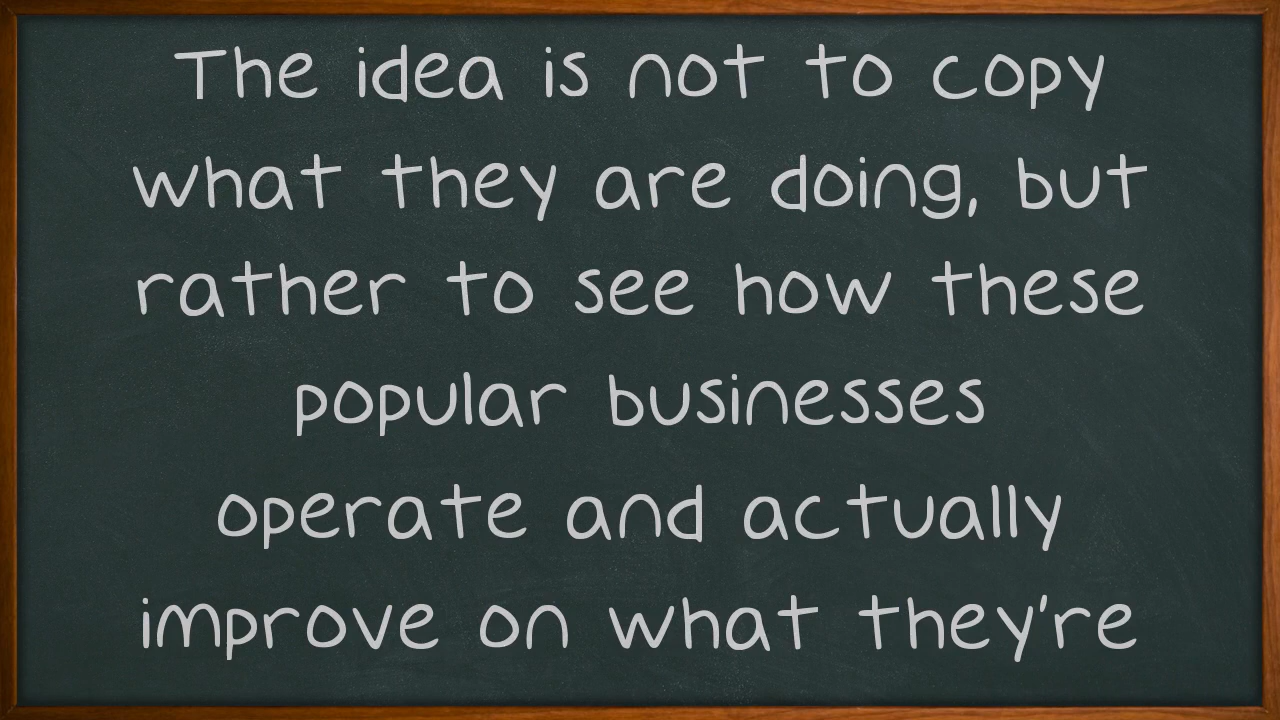 The idea is not to copy
what they are doing, but
rather to see how these
popular businesses
operate and actually
improve on what they're